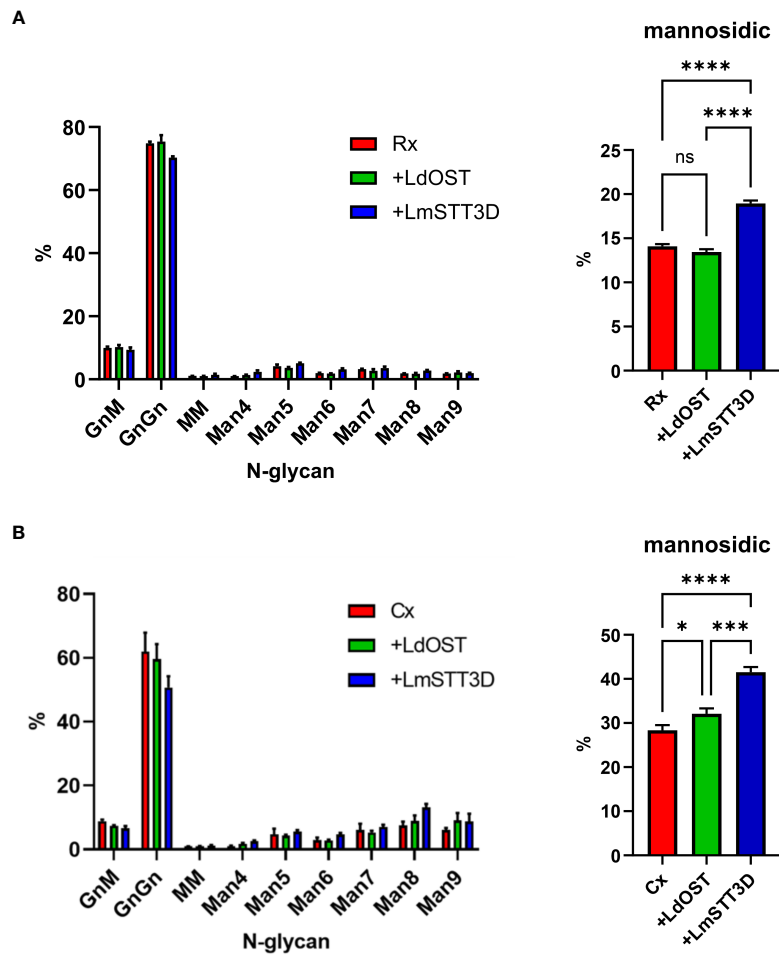 A
mannosidic
****
****
ns
80
60
40
20
0
%
Rx
+LdOST
+LmSTT3D
GnM
GnGn
MM
Man4
Man5
Man6
Man7
Man8
Man9
N-glycan
25
20
15
10
5
0
%
Rx
+LdOST
+LmSTT3D
B
mannosidic
****
* ***
80
60
40
20
0
%
Cx
+LdOST
+LmSTT3D
GnM
GnGn
MM
Man4
Man5
Man6
Man7
Man8
Man9
N-glycan
50
40
30
20
10
0
%
Cx
+LdOST
+LmSTT3D